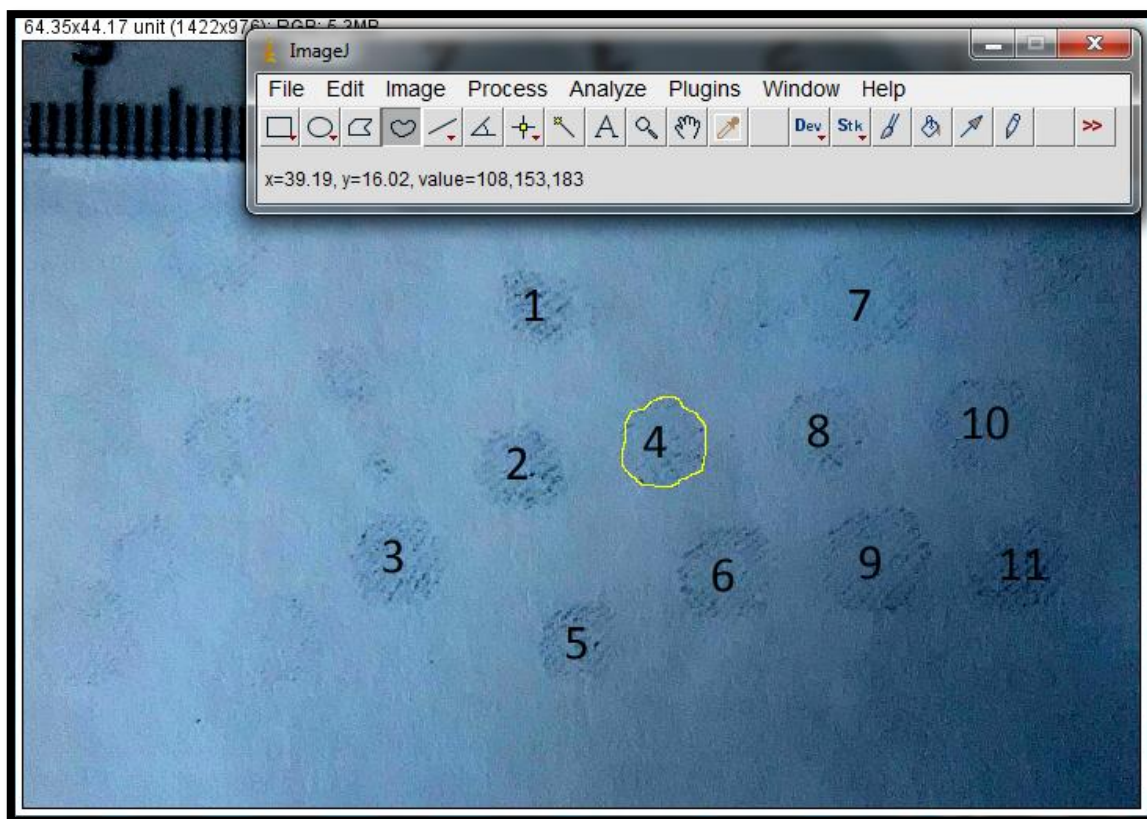 64.35x44.17 unit (1422x976); RGB; 5.3MB
ImageJ
File Edit Image Process Analyze Plugins Window Help
A Dev Stk >>
x=39.19, y=16.02, value=108,153,183
1
7
4
8
10
2
3
6
9
11
5